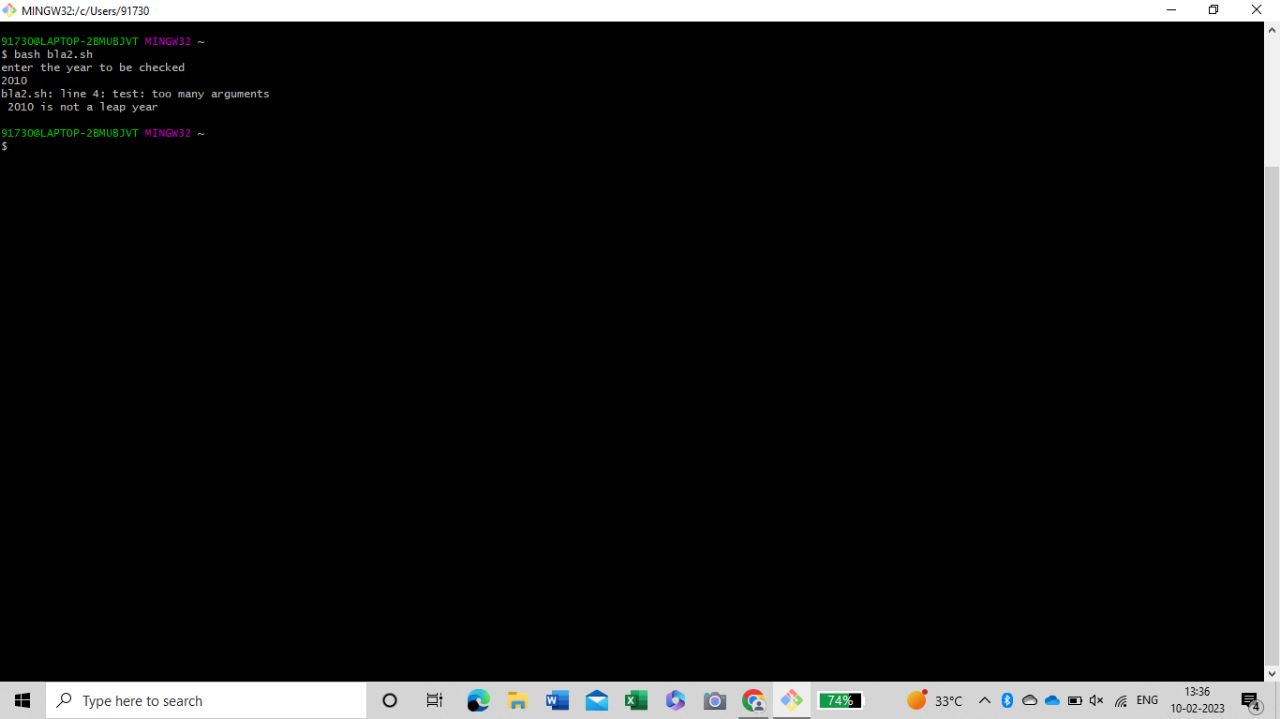 MINGW32:/c/Users/91730
91730@LAPTOP-2BMUBJVT MINGW32 ~
$ bash bla2.sh
enter the year to be checked
2010
bla2.sh: line 4: test: too many arguments
 2010 is not a leap year
91730@LAPTOP-2BMUBJVT MINGW32 ~
$
Type here to search
74%
33°C
ENG
13:36
10-02-2023
4